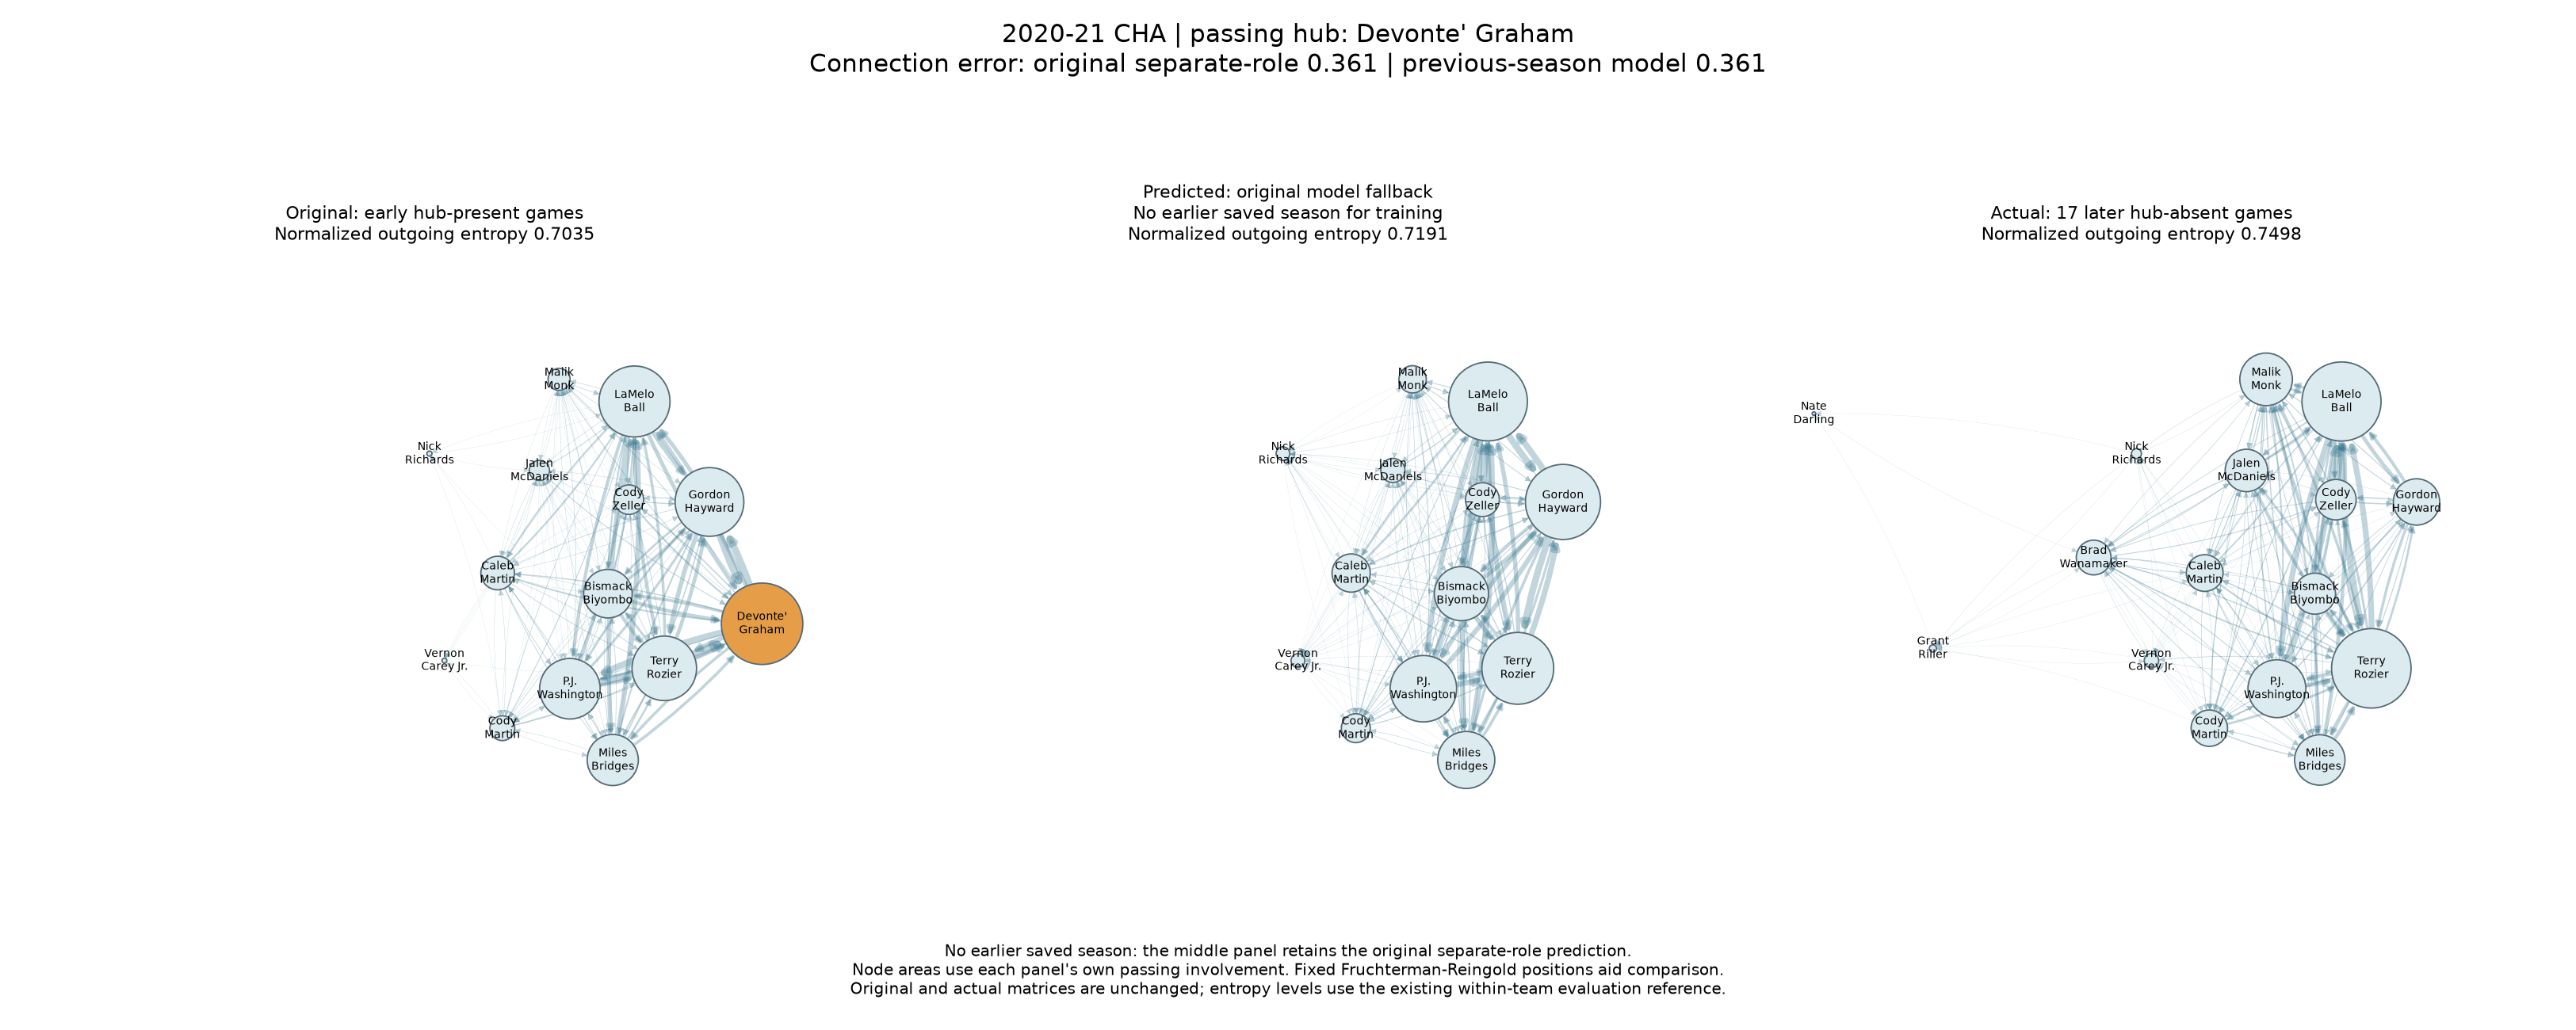 2020-21 CHA | passing hub: Devonte' Graham
Connection error: original separate-role 0.361 | previous-season model 0.361
Original: early hub-present games
Normalized outgoing entropy 0.7035
Malik
Monk
LaMelo
Ball
Nick
Richards
Jalen
McDaniels
Cody
Zeller
Gordon
Hayward
Caleb
Martin
Bismack
Biyombo
Devonte'
Graham
Vernon
Carey Jr.
P.J.
Washington
Terry
Rozier
Cody
Martin
Miles
Bridges
Predicted: original model fallback
No earlier saved season for training
Normalized outgoing entropy 0.7191
Malik
Monk
LaMelo
Ball
Nick
Richards
Jalen
McDaniels
Cody
Zeller
Gordon
Hayward
Caleb
Martin
Bismack
Biyombo
Vernon
Carey Jr.
P.J.
Washington
Terry
Rozier
Cody
Martin
Miles
Bridges
Actual: 17 later hub-absent games
Normalized outgoing entropy 0.7498
Malik
Monk
LaMelo
Ball
Nate
Darling
Nick
Richards
Jalen
McDaniels
Cody
Zeller
Gordon
Hayward
Brad
Wanamaker
Caleb
Martin
Bismack
Biyombo
Grant
Riller
Vernon
Carey Jr.
P.J.
Washington
Terry
Rozier
Cody
Martin
Miles
Bridges
No earlier saved season: the middle panel retains the original separate-role prediction.
Node areas use each panel's own passing involvement. Fixed Fruchterman-Reingold positions aid comparison.
Original and actual matrices are unchanged; entropy levels use the existing within-team evaluation reference.